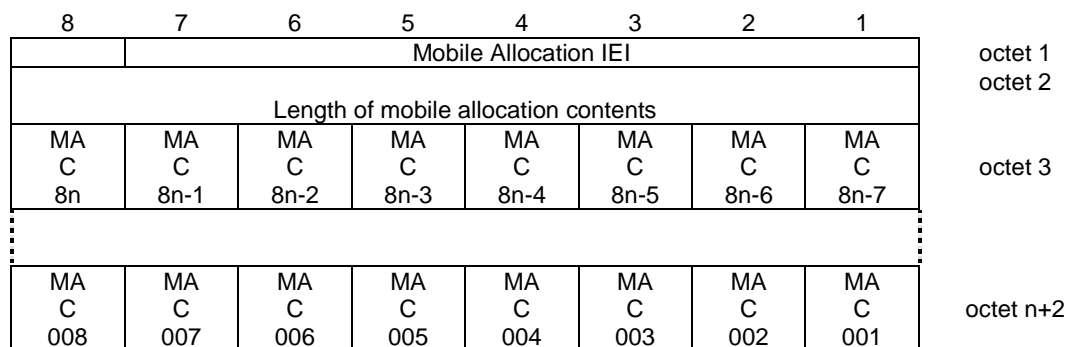 8 7 6 5 4 3 2 1
Mobile Allocation IEI octet 1
octet 2
Length of mobile allocation contents
MA MA MA MA MA MA MA MA
C C C C C C C C octet 3
8n 8n-1 8n-2 8n-3 8n-4 8n-5 8n-6 8n-7
MA MA MA MA MA MA MA MA
C C C C C C C C octet n+2
008 007 006 005 004 003 002 001